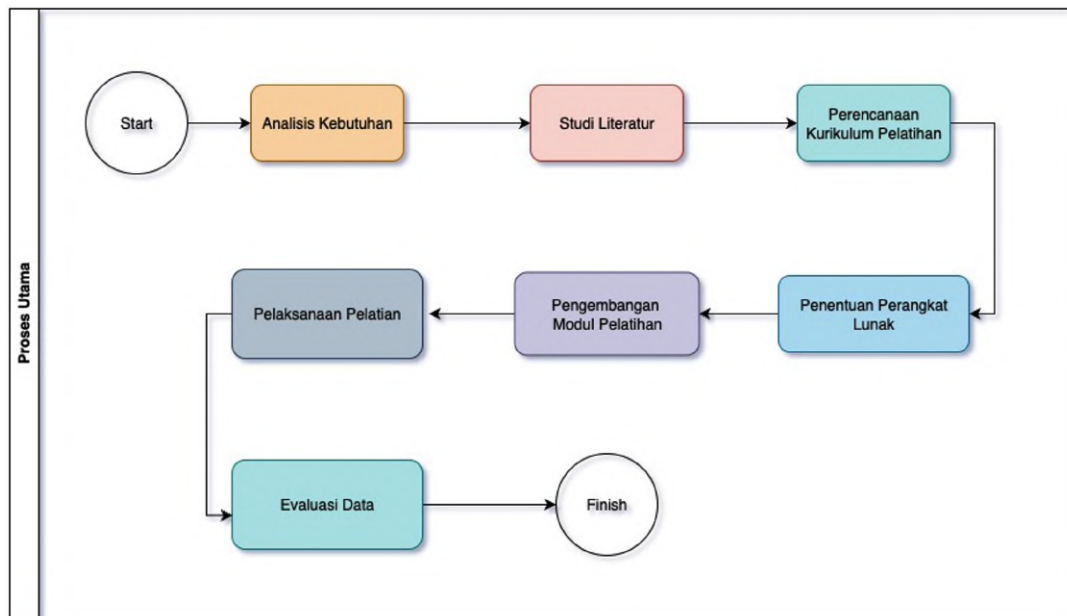 Proses Utama
Start
Analisis Kebutuhan
Studi Literatur
Perencanaan
Kurikulum Pelatihan
Penentuan Perangkat
Lunak
Pengembangan
Modul Pelatihan
Pelaksanaan Pelatian
Evaluasi Data
Finish